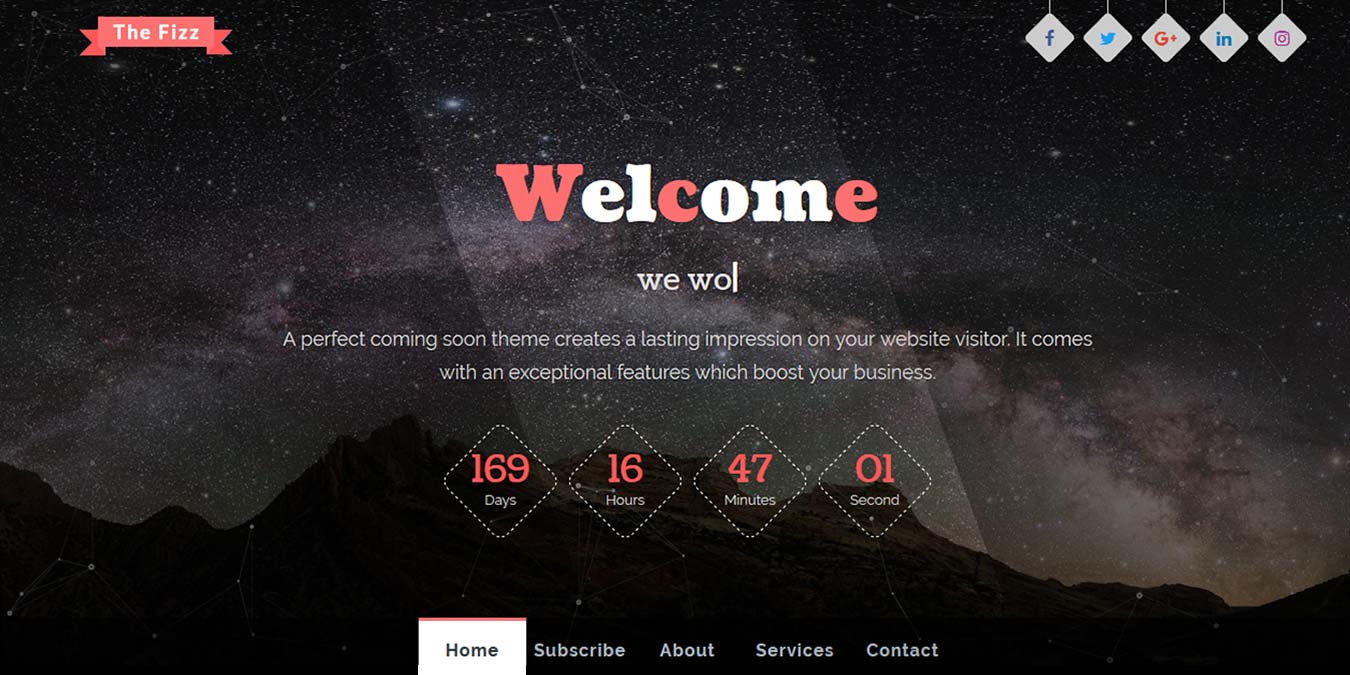 The Fizz
Welcome
we wo
A perfect coming soon theme creates a lasting impression on your website visitor. It comes
with an exceptional features which boost your business.
169 16 47 01
Days Hours Minutes Second
Home Subscribe About Services Contact